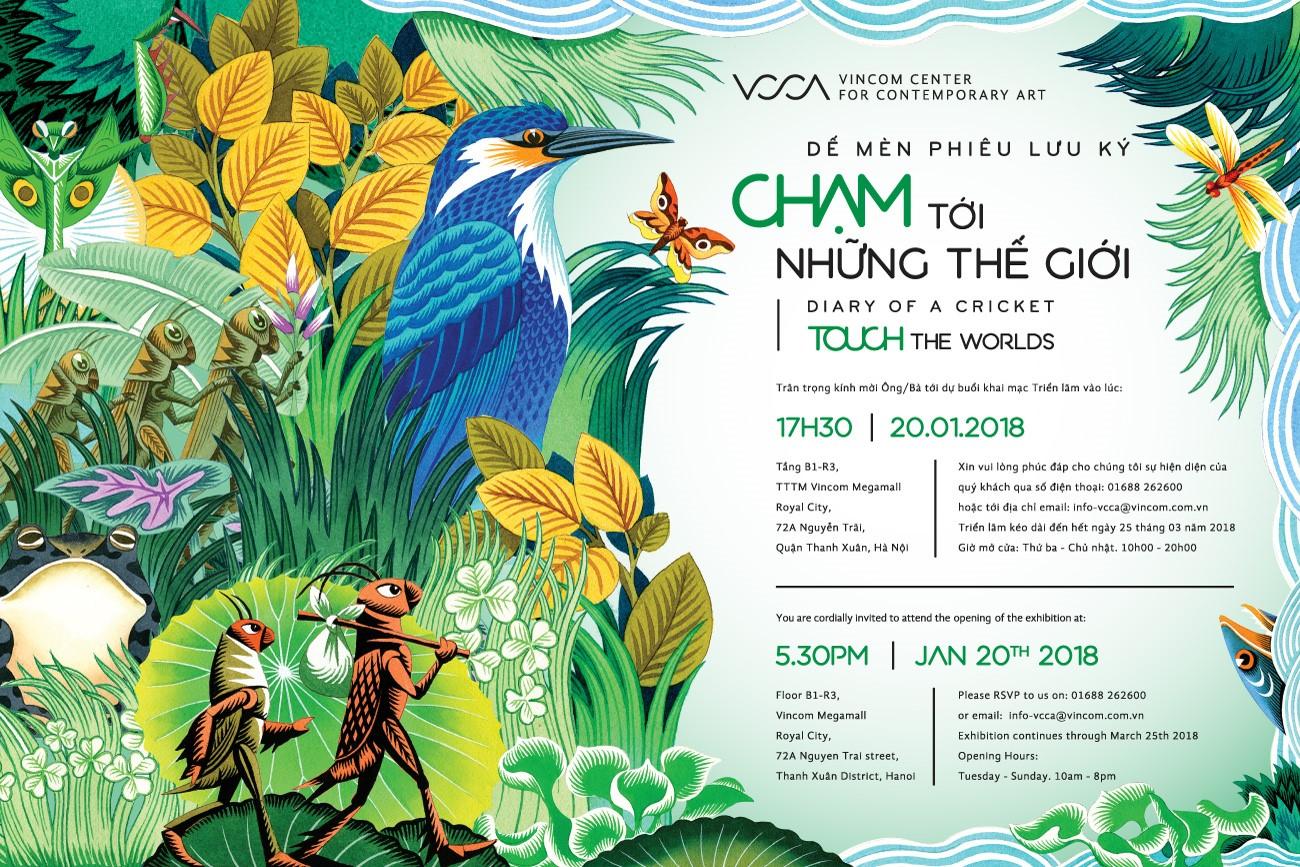 VCCA VINCOM CENTER
FOR CONTEMPORARY ART
DẾ MÈN PHIÊU LƯU KÝ
CHẠM TỚI
NHỮNG THẾ GIỚI
DIARY OF A CRICKET
TOUCH THE WORLDS
Trân trọng kính mời Ông/Bà tới dự buổi khai mạc Triển lãm vào lúc:
17H30 | 20.01.2018
Tầng B1-R3,
TTTM Vincom Megamall
Royal City,
72A Nguyễn Trãi,
Quận Thanh Xuân, Hà Nội
Xin vui lòng phúc đáp cho chúng tôi sự hiện diện của
quý khách qua số điện thoại: 01688 262600
hoặc tới địa chỉ email: info-vcca@vincom.com.vn
Triển lãm kéo dài đến hết ngày 25 tháng 03 năm 2018
Giờ mở cửa: Thứ ba - Chủ nhật. 10h00 - 20h00
You are cordially invited to attend the opening of the exhibition at:
5.30PM | JAN 20TH 2018
Floor B1-R3,
Vincom Megamall
Royal City,
72A Nguyen Trai street,
Thanh Xuân District, Hanoi
Please RSVP to us on: 01688 262600
or email: info-vcca@vincom.com.vn
Exhibition continues through March 25th 2018
Opening Hours:
Tuesday - Sunday. 10am - 8pm